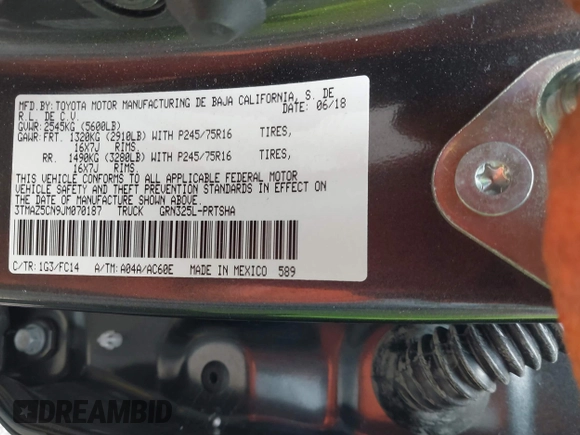 MFD.BY: TOYOTA MOTOR MANUFACTURING DE BAJA CALIFORNIA, S. DE
R.L. DE C.V. DATE: 06/18
GVWR: 2545KG (5600LB)
GAWR: FRT. 1320KG (2910LB) WITH P245/75R16 TIRES,
16X7J RIMS
RR. 1490KG (3280LB) WITH P245/75R16 TIRES,
16X7J RIMS.
THIS VEHICLE CONFORMS TO ALL APPLICABLE FEDERAL MOTOR
VEHICLE SAFETY AND THEFT PREVENTION STANDARDS IN EFFECT ON
THE DATE OF MANUFACTURE SHOWN ABOVE.
3TMAZ5CN9JM070187 TRUCK GRN325L-PRTSHA
C/TR: 1G3/FC14 A/TM: A04A/AC60E MADE IN MEXICO 589
DREAMBID